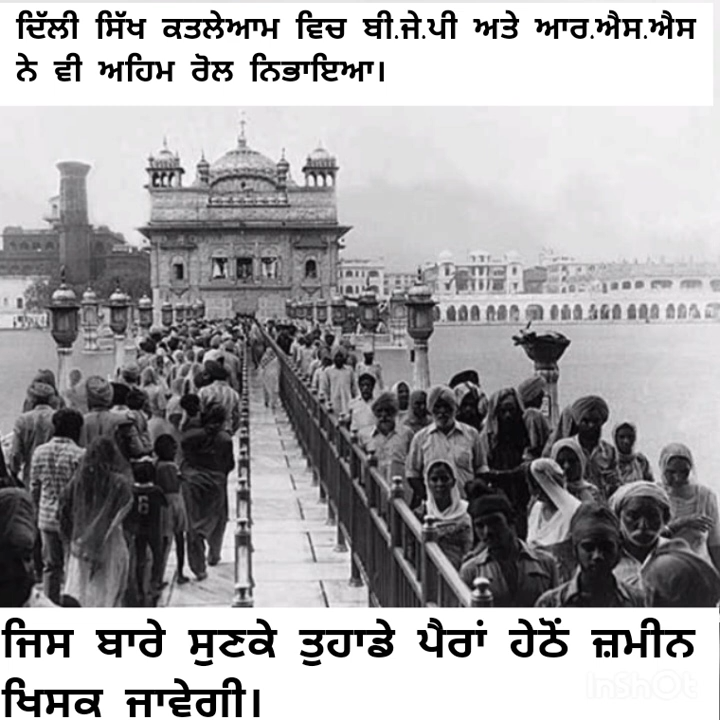 ਦਿੱਲੀ ਸਿੱਖ ਕਤਲੇਆਮ ਵਿਚ ਬੀ.ਜੇ.ਪੀ ਅਤੇ ਆਰ.ਐਸ.ਐਸ
ਨੇ ਵੀ ਅਹਿਮ ਰੋਲ ਨਿਭਾਇਆ।
ਜਿਸ ਬਾਰੇ ਸੁਣਕੇ ਤੁਹਾਡੇ ਪੈਰਾਂ ਹੇਠੋਂ ਜ਼ਮੀਨ
ਖਿਸਕ ਜਾਵੇਗੀ।
InShOt